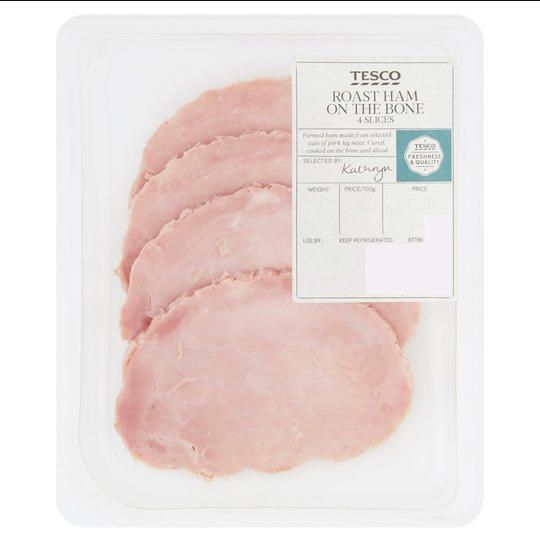 TESCO
ROAST HAM
ON THE BONE
4 SLICES
Formed ham made from selected
cuts of pork leg meat. Cured,
cooked on the bone and sliced
SELECTED BY:
Kathryn
TESCO
FRESHNESS
& QUALITY
WEIGHT: PRICE/100g PRICE
USE BY: KEEP REFRIGERATED